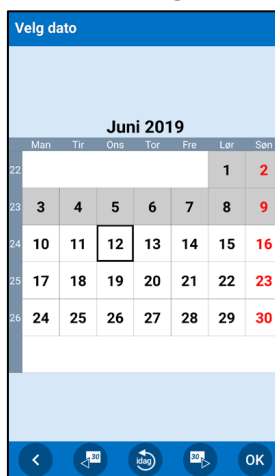 Velg dato
Juni 2019
Man Tir Ons Tor Fre Lør Søn
22 1 2
23 3 4 5 6 7 8 9
24 10 11 12 13 14 15 16
25 17 18 19 20 21 22 23
26 24 25 26 27 28 29 30
30 idag 30 OK